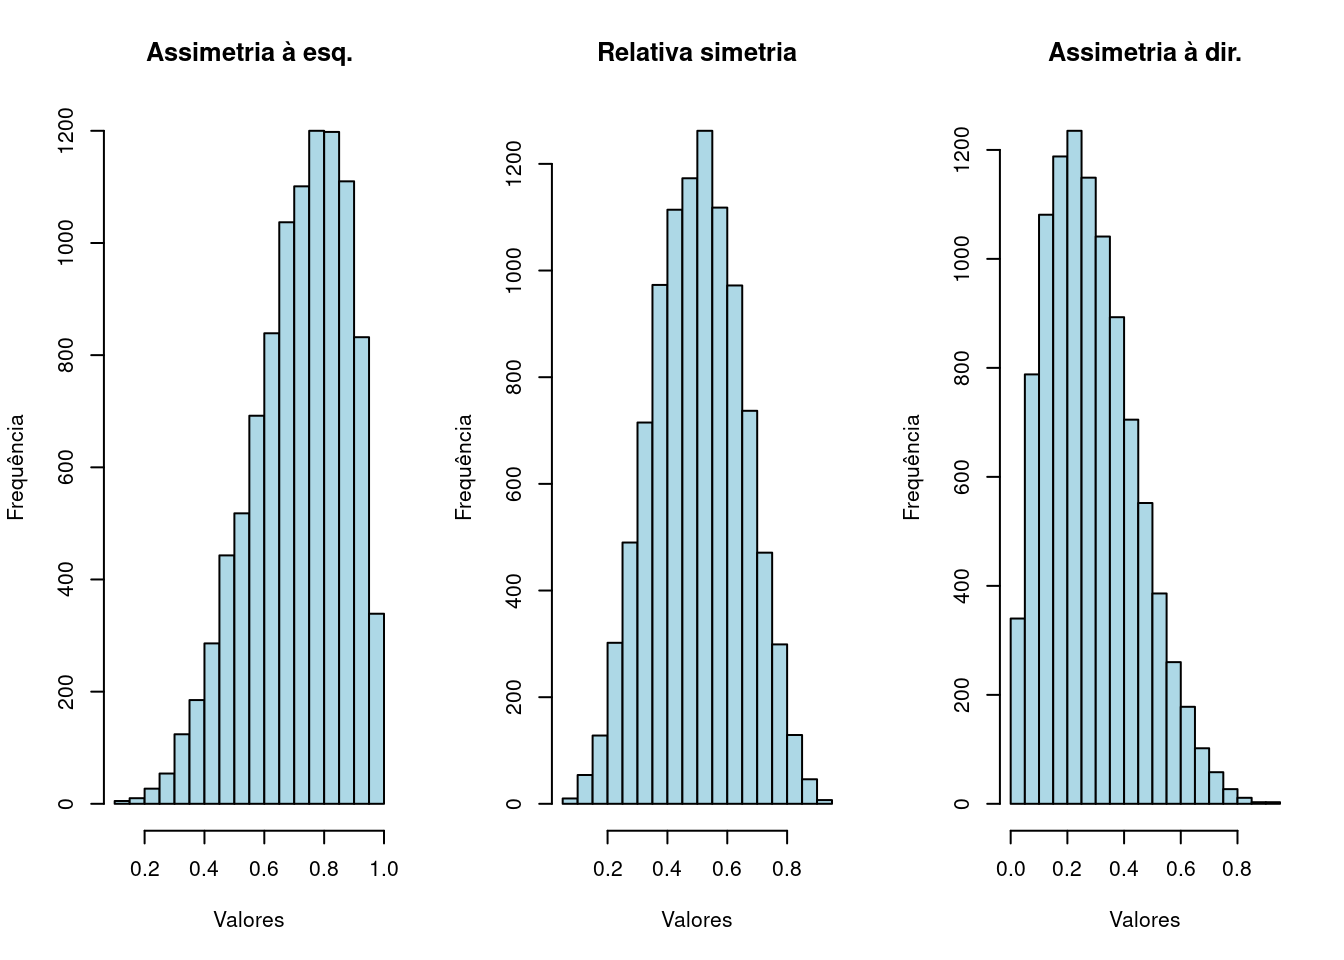 Assimetria à esq.
Frequência
0
200
400
600
800
1000
1200
0.2 0.4 0.6 0.8 1.0
Valores
Relativa simetria
Frequência
0
200
400
600
800
1000
1200
0.2 0.4 0.6 0.8
Valores
Assimetria à dir.
Frequência
0
200
400
600
800
1000
1200
0.0 0.2 0.4 0.6 0.8
Valores